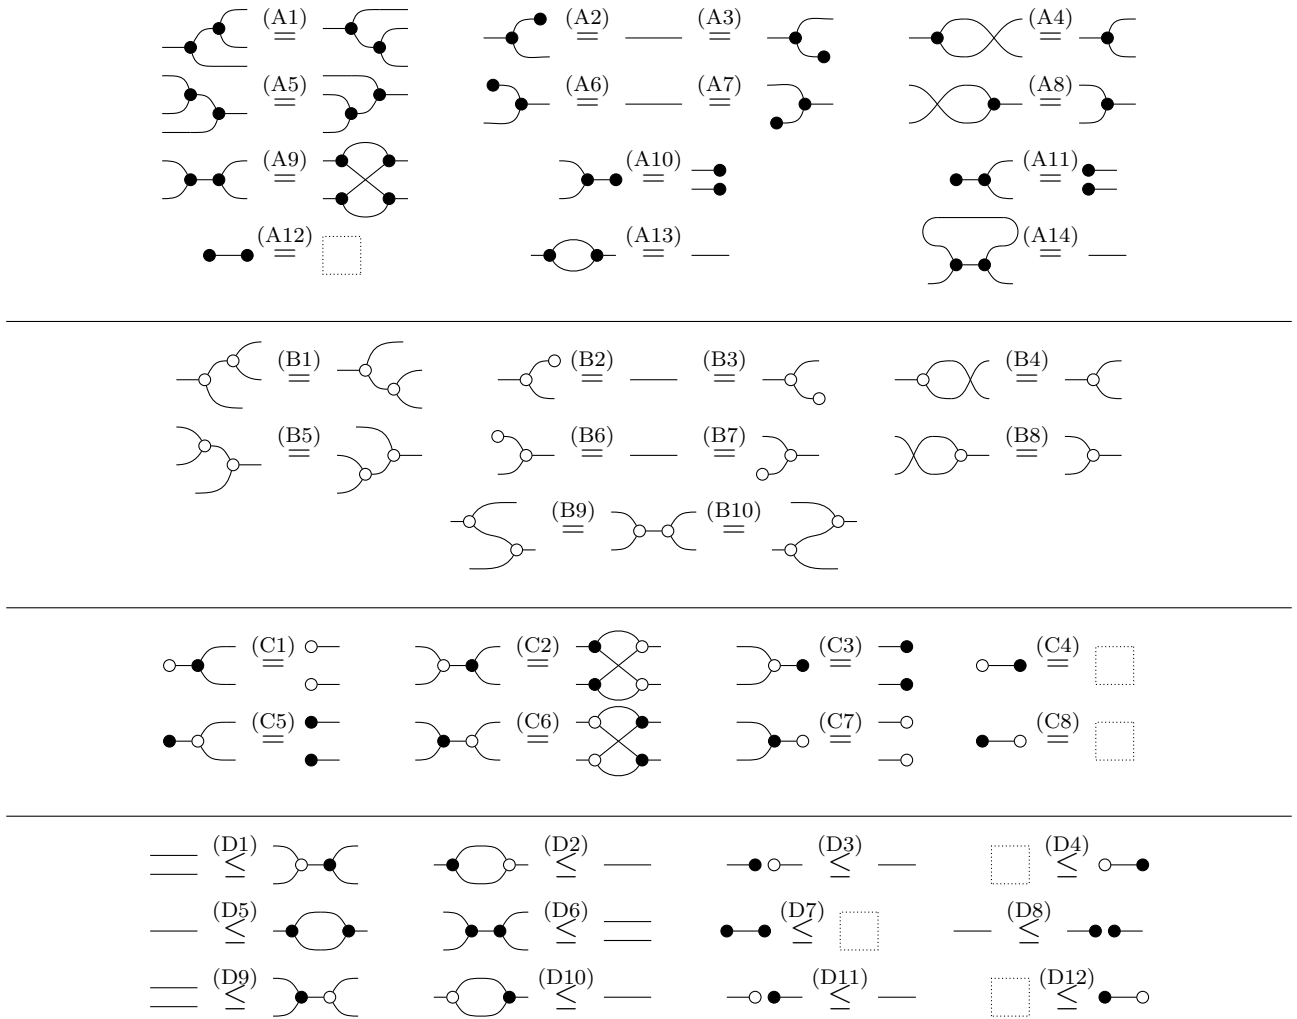 (A1) (A2) (A3) (A4)
= = = =
(A5) (A6) (A7) (A8)
= = = =
(A9) (A10) (A11)
= = =
(A12) (A13) (A14)
= = =
(B1) (B2) (B3) (B4)
= = = =
(B5) (B6) (B7) (B8)
= = = =
(B9) (B10)
= =
(C1) (C2) (C3) (C4)
= = = =
(C5) (C6) (C7) (C8)
= = = =
(D1) (D2) (D3) (D4)
≤ ≤ ≤ ≤
(D5) (D6) (D7) (D8)
≤ ≤ ≤ ≤
(D9) (D10) (D11) (D12)
≤ ≤ ≤ ≤